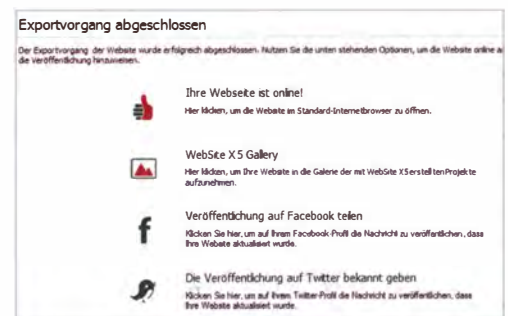 Exportvorgang abgeschlossen
Der Exportvorgang der Website wurde erfolgreich abgeschlossen. Nutzen Sie die unten stehenden Optionen, um die Website online a
die Veröffentlichung hinzuweisen.
Ihre Webseite ist online!
Hier klicken, um die Website im Standard-Internetbrowser zu öffnen.
WebSite X5 Gallery
Hier klicken, um Ihre Website in die Galerie der mit WebSite X5 erstellten Projekte
aufzunehmen.
Veröffentlichung auf Facebook teilen
Klicken Sie hier, um auf Ihrem Facebook-Profil die Nachricht zu veröffentlichen, dass
Ihre Website aktualisiert wurde.
Die Veröffentlichung auf Twitter bekannt geben
Klicken Sie hier, um auf Ihrem Twitter-Profil die Nachricht zu veröffentlichen, dass
Ihre Website aktualisiert wurde.